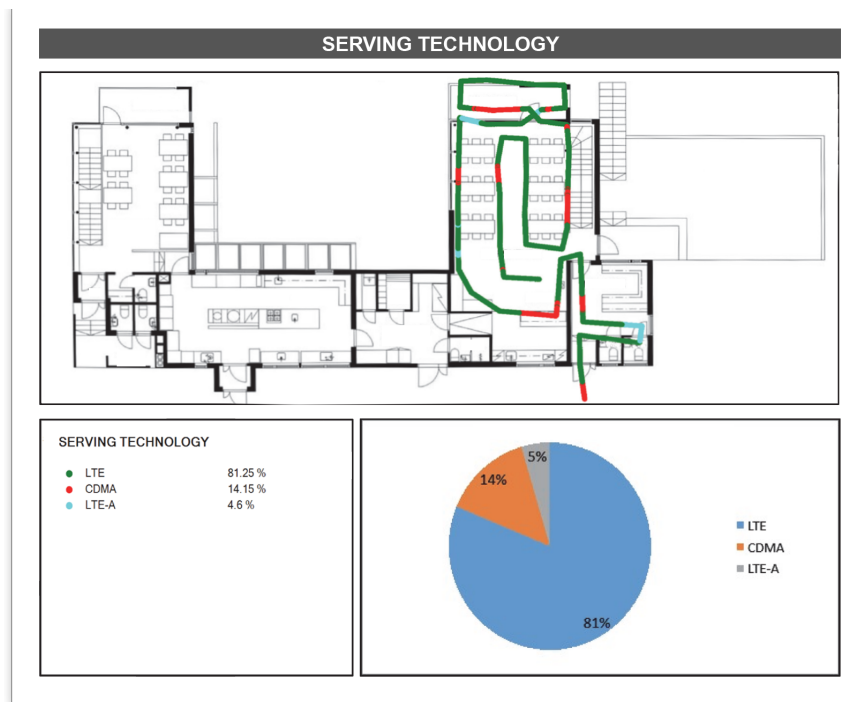 SERVING TECHNOLOGY
SERVING TECHNOLOGY
LTE 81.25 %
CDMA 14.15 %
LTE-A 4.6 %
5%
14%
81%
LTE
CDMA
LTE-A